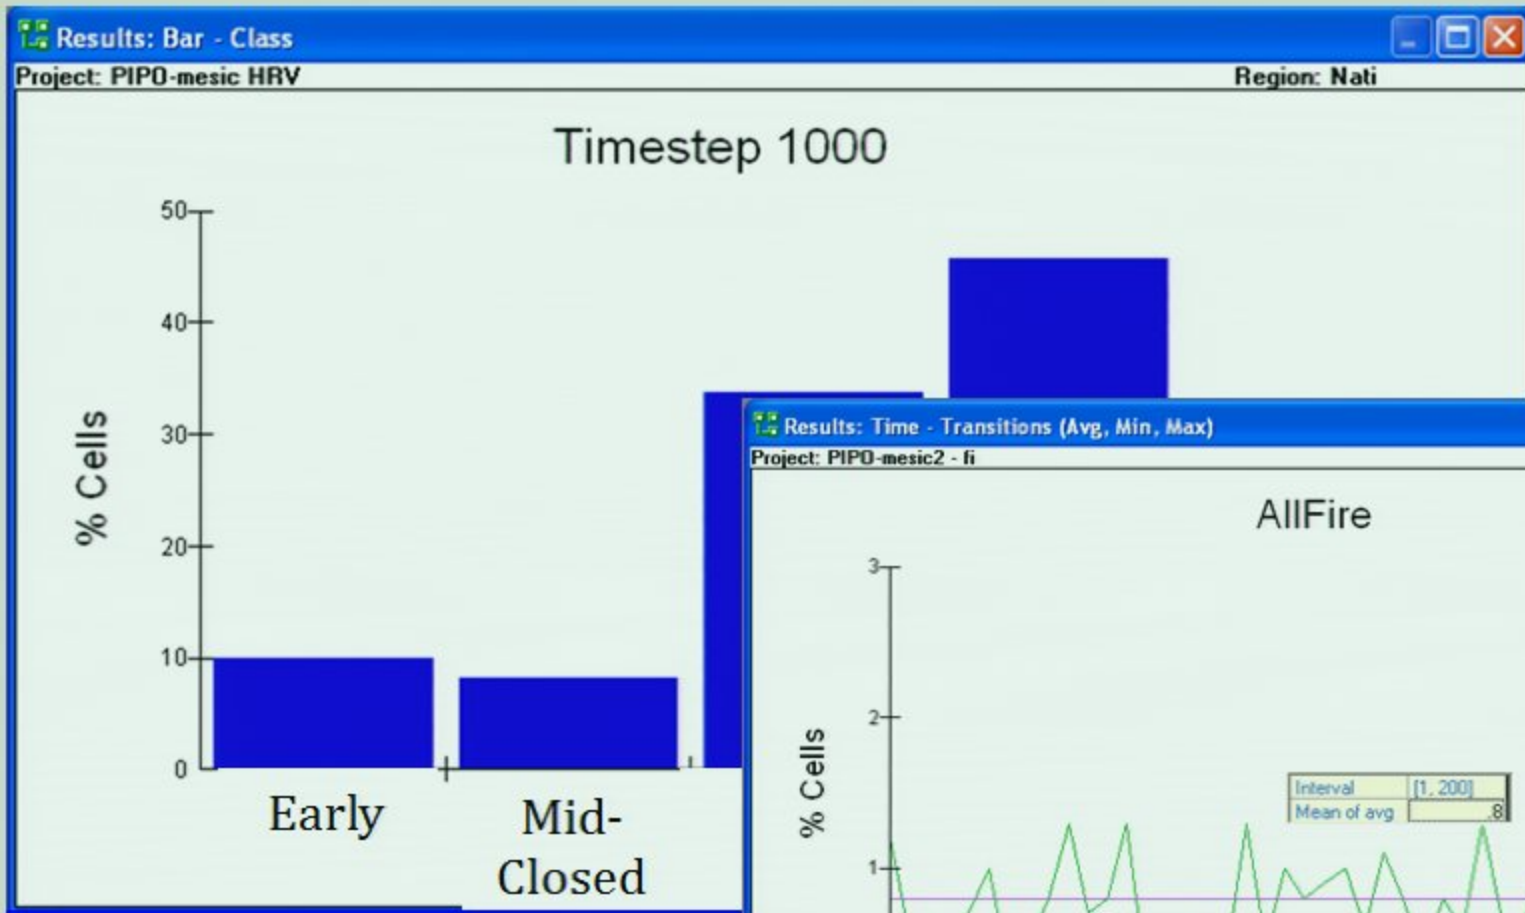 Results: Bar - Class
Project: PIPO-mesic HRV
Region: Nati
Timestep 1000
50
40
30
20
10
0
% Cells
Early
Mid-
Closed
Results: Time - Transitions (Avg, Min, Max)
Project: PIPO-mesic2 - fi
AllFire
3
2
1
% Cells
Interval [1, 200]
Mean of avg .8